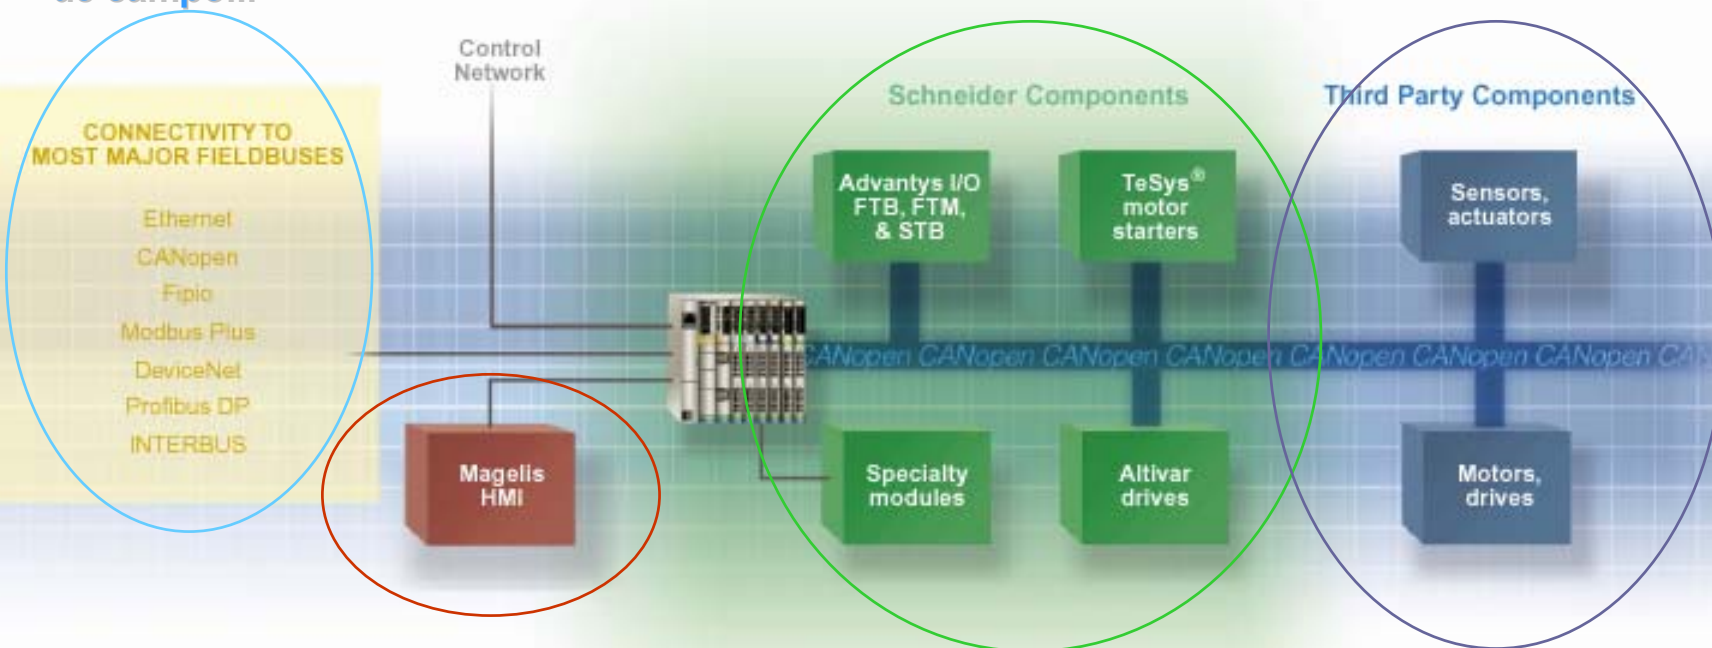 Control
Network
CONNECTIVITY TO
MOST MAJOR FIELDBUSES
Ethernet
CANopen
Fipio
Modbus Plus
DeviceNet
Profibus DP
INTERBUS
Magelis
HMI
Schneider Components
Advantys I/O
FTB, FTM,
& STB
TeSys®
motor
starters
CANopen CANopen CANopen CANopen CANopen CANopen CANopen
Specialty
modules
Altivar
drives
Third Party Components
Sensors,
actuators
Motors,
drives